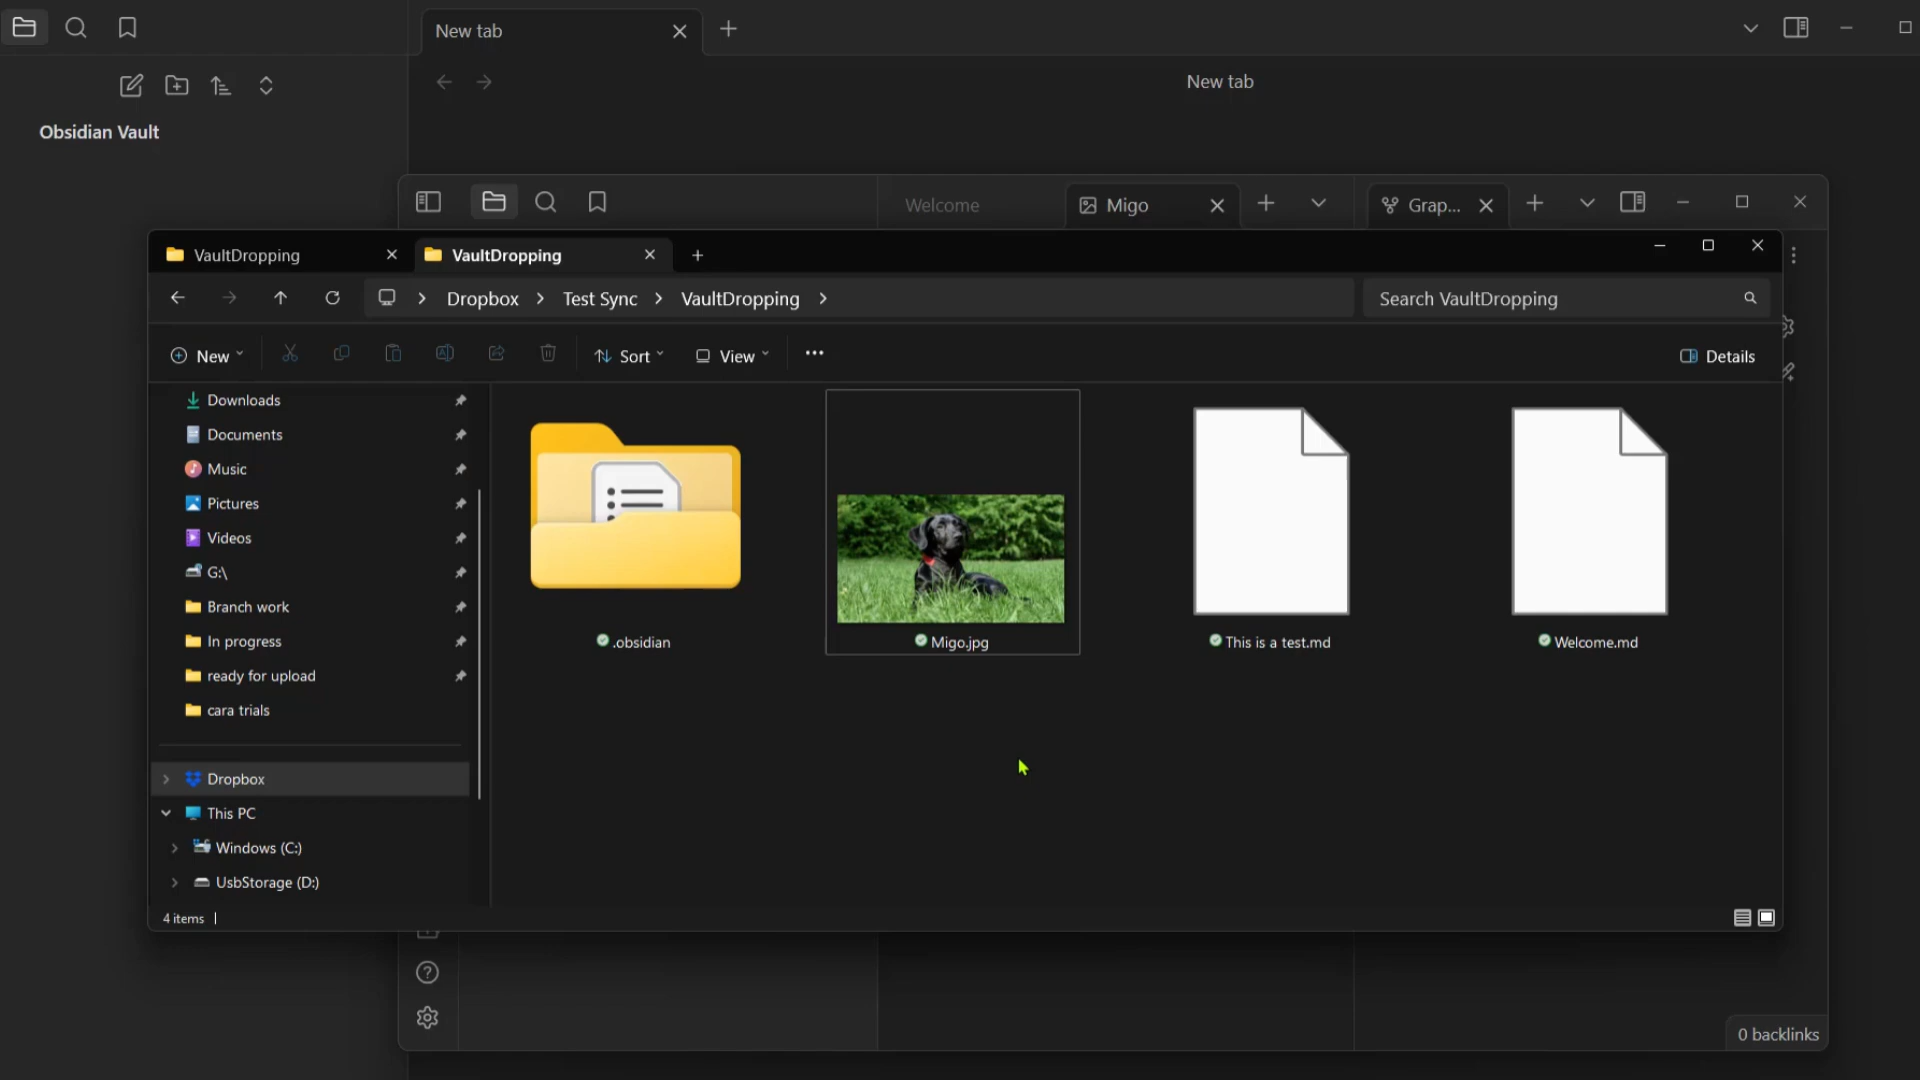 New tab
New tab
Obsidian Vault
Welcome
Migo
Grap...
VaultDropping
VaultDropping
Dropbox
Test Sync
VaultDropping
Search VaultDropping
New
Sort
View
Details
Downloads
Documents
Music
Pictures
Videos
G:\
Branch work
In progress
ready for upload
cara trials
Dropbox
This PC
Windows (C:)
UsbStorage (D:)
.obsidian
Migo.jpg
This is a test.md
Welcome.md
4 items
0 backlinks